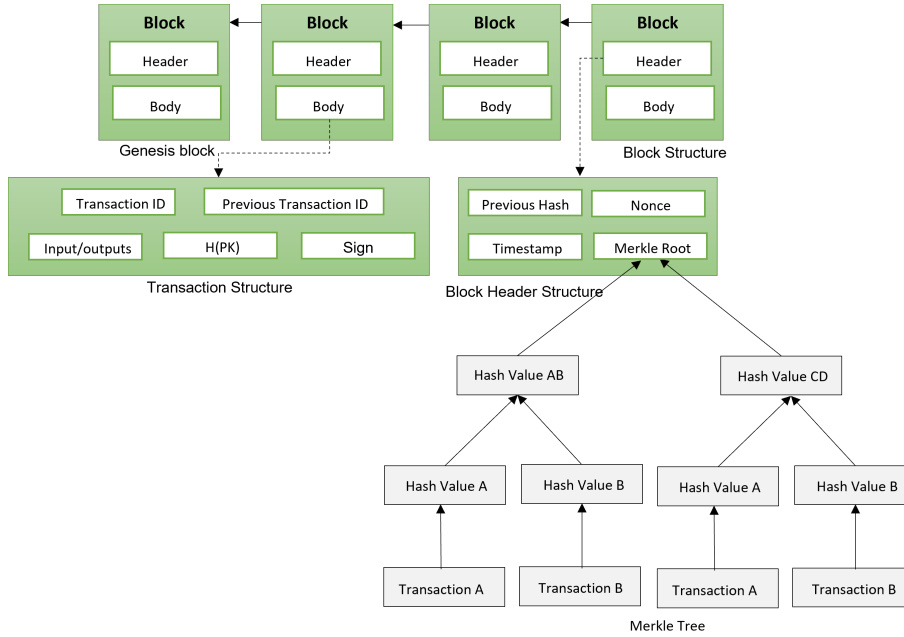 Block
Block
Block
Block
Header
Header
Header
Header
Body
Body
Body
Body
Genesis block
Block Structure
Transaction ID
Previous Transaction ID
Previous Hash
Nonce
Input/outputs
H(PK)
Sign
Timestamp
Merkle Root
Transaction Structure
Block Header Structure
Hash Value AB
Hash Value CD
Hash Value A
Hash Value B
Hash Value A
Hash Value B
Transaction A
Transaction B
Transaction A
Transaction B
Merkle Tree